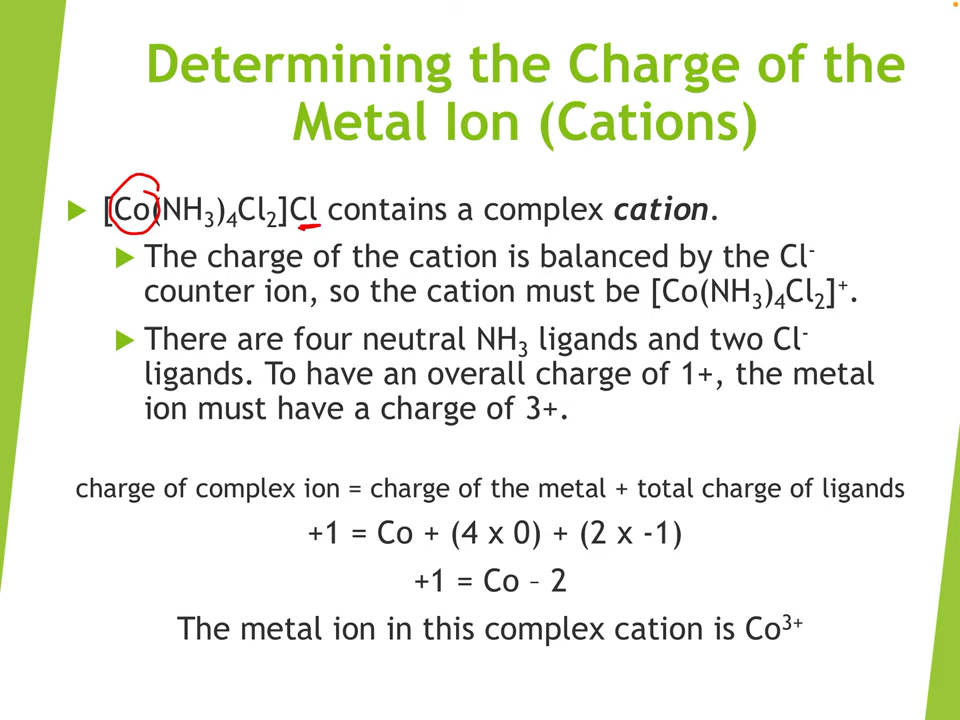 Determining the Charge of the
Metal Ion (Cations)
[Co(NH₃)₄Cl₂]Cl contains a complex cation.
The charge of the cation is balanced by the Cl⁻
counter ion, so the cation must be [Co(NH₃)₄Cl₂]⁺.
There are four neutral NH₃ ligands and two Cl⁻
ligands. To have an overall charge of 1+, the metal
ion must have a charge of 3+.
charge of complex ion = charge of the metal + total charge of ligands
+1 = Co + (4 x 0) + (2 x -1)
+1 = Co – 2
The metal ion in this complex cation is Co³⁺